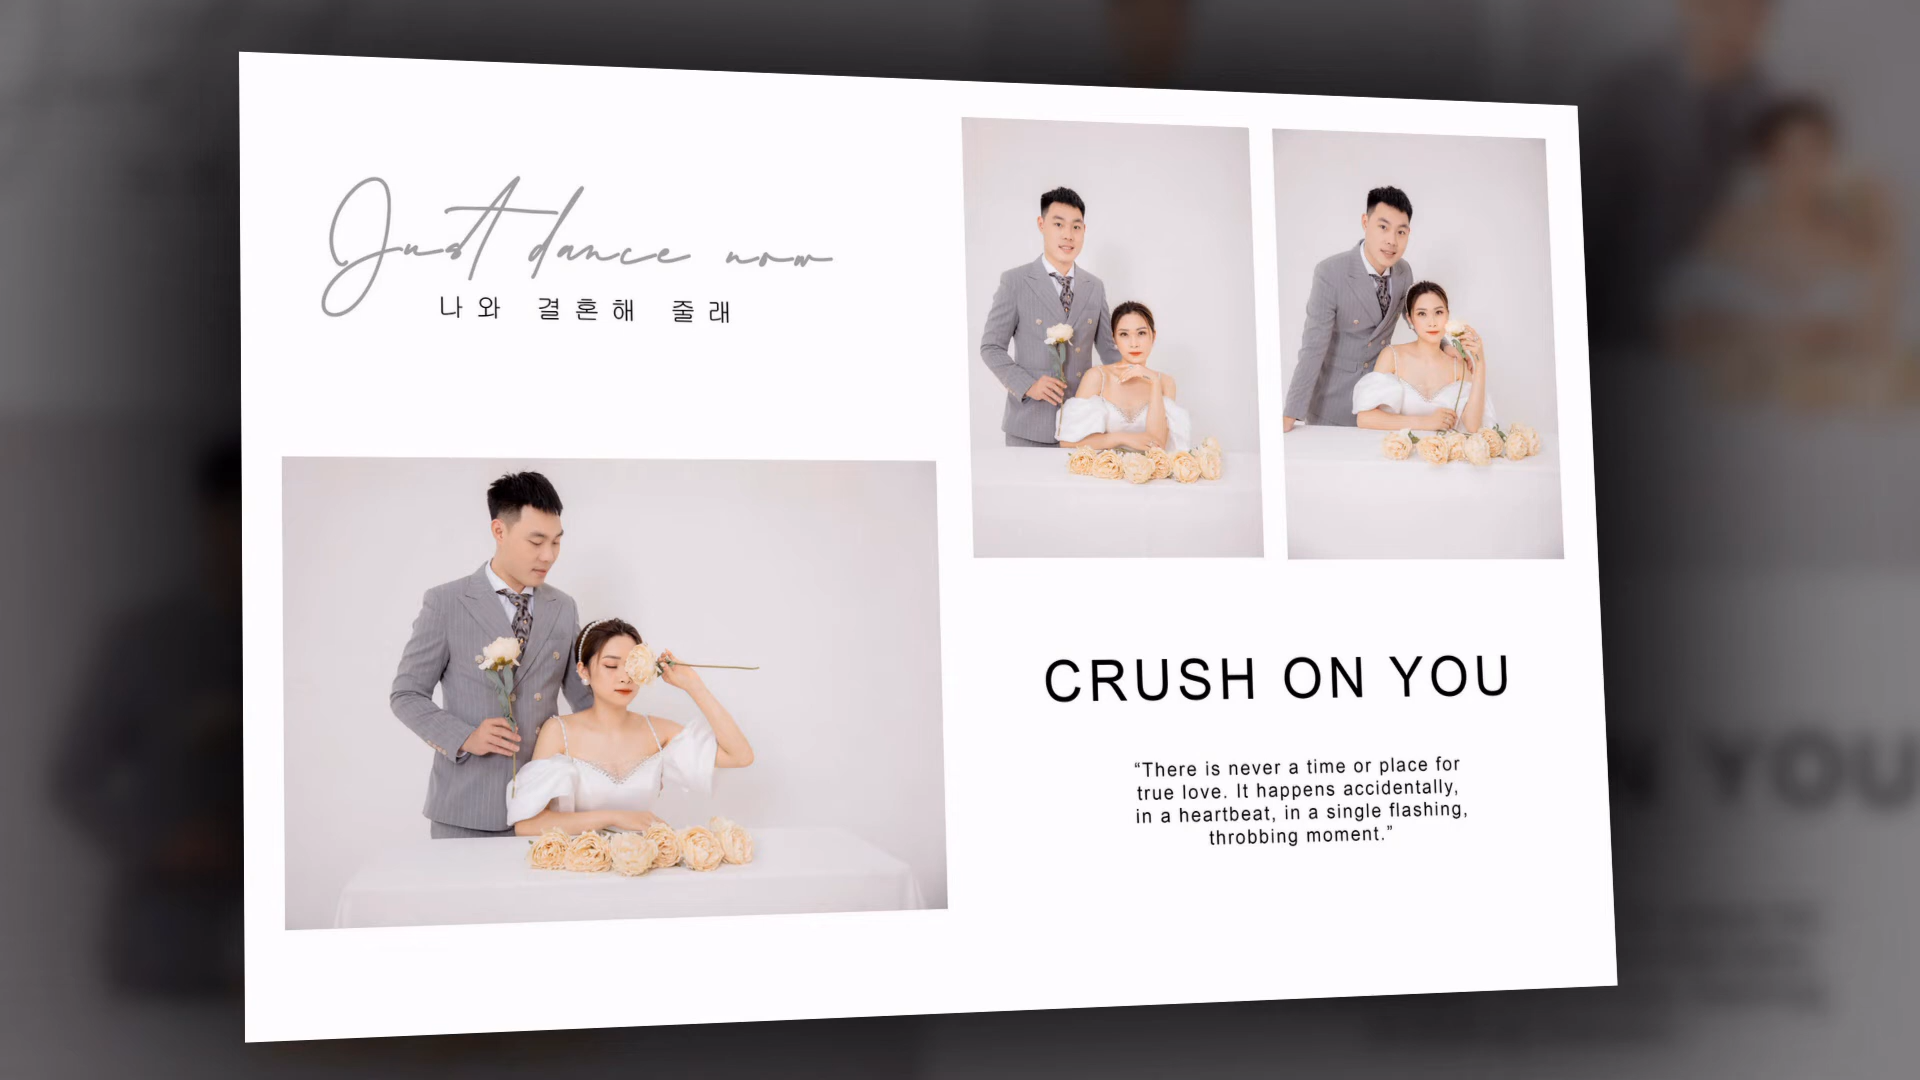 Just dance now
나와 결혼해 줄래
CRUSH ON YOU
“There is never a time or place for
true love. It happens accidentally,
in a heartbeat, in a single flashing,
throbbing moment.”
YOU